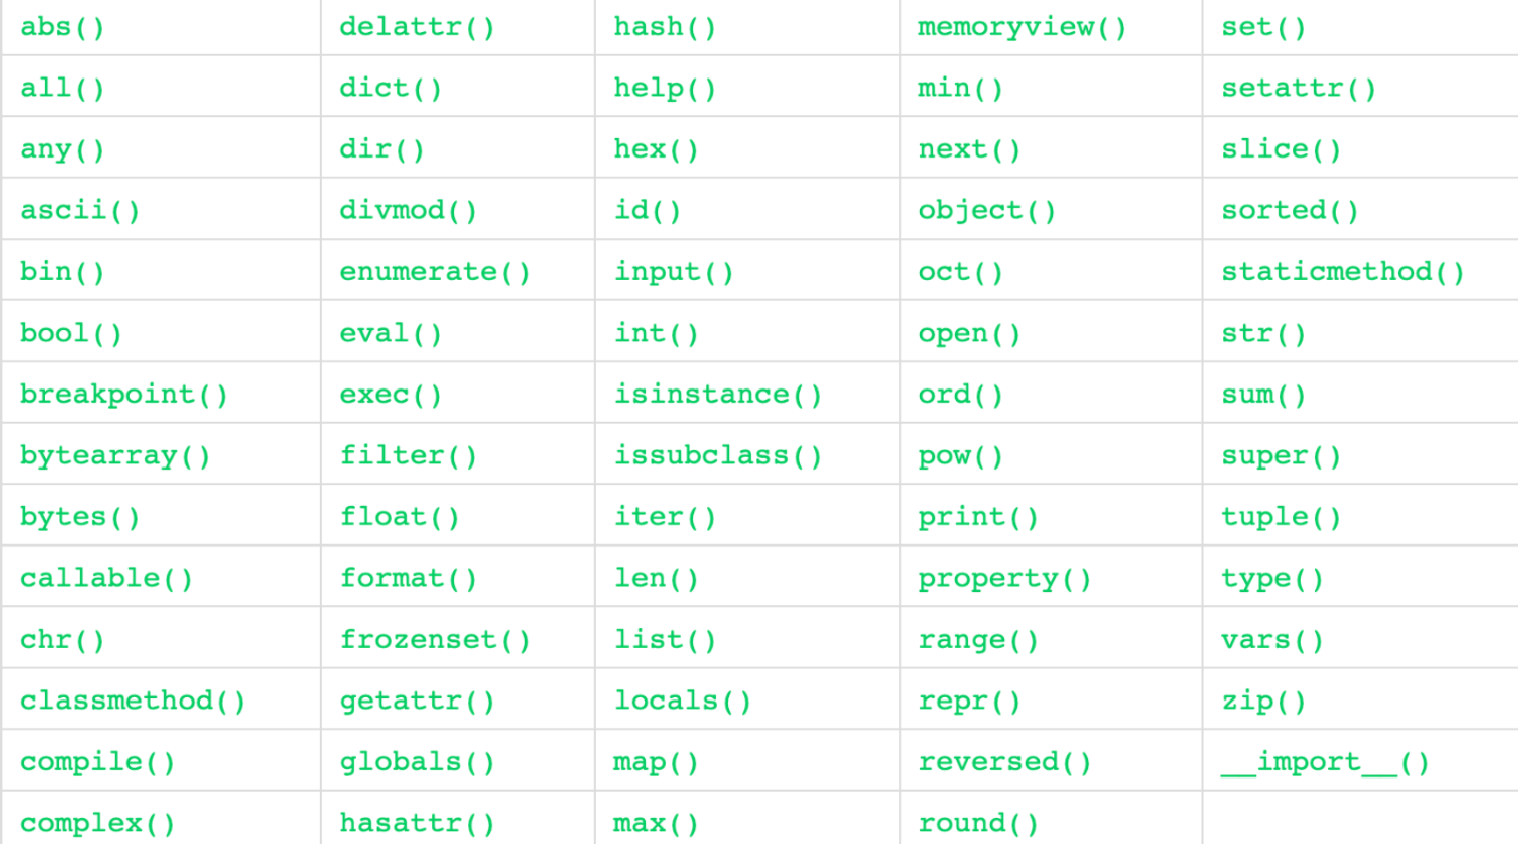 abs() delattr() hash() memoryview() set()
all() dict() help() min() setattr()
any() dir() hex() next() slice()
ascii() divmod() id() object() sorted()
bin() enumerate() input() oct() staticmethod()
bool() eval() int() open() str()
breakpoint() exec() isinstance() ord() sum()
bytearray() filter() issubclass() pow() super()
bytes() float() iter() print() tuple()
callable() format() len() property() type()
chr() frozenset() list() range() vars()
classmethod() getattr() locals() repr() zip()
compile() globals() map() reversed() __import__()
complex() hasattr() max() round()